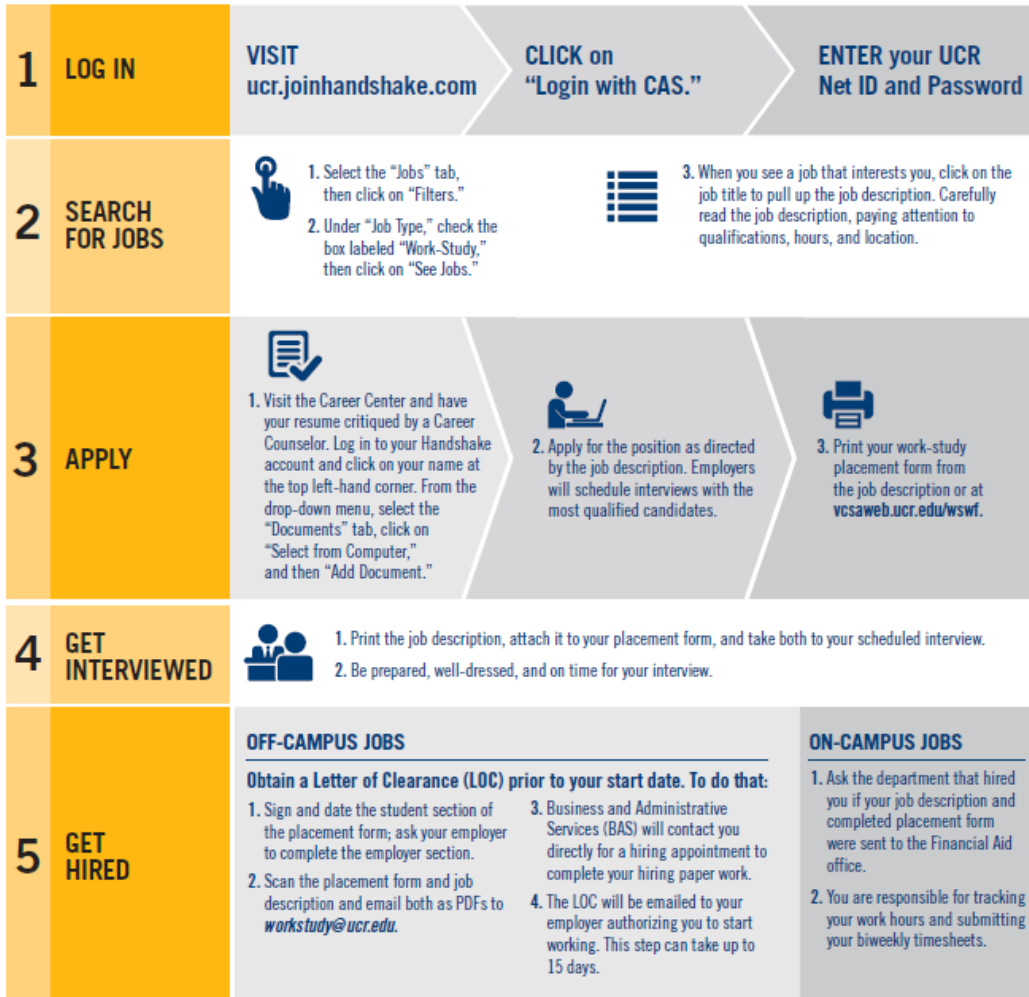 1
LOG IN
VISIT
ucr.joinhandshake.com
CLICK on
“Login with CAS.”
ENTER your UCR
Net ID and Password
2
SEARCH
FOR JOBS
1. Select the “Jobs” tab,
then click on “Filters.”
2. Under “Job Type,” check the
box labeled “Work-Study,”
then click on “See Jobs.”
3. When you see a job that interests you, click on the
job title to pull up the job description. Carefully
read the job description, paying attention to
qualifications, hours, and location.
3
APPLY
1. Visit the Career Center and have
your resume critiqued by a Career
Counselor. Log in to your Handshake
account and click on your name at
the top left-hand corner. From the
drop-down menu, select the
“Documents” tab, click on
“Select from Computer,”
and then “Add Document.”
2. Apply for the position as directed
by the job description. Employers
will schedule interviews with the
most qualified candidates.
3. Print your work-study
placement form from
the job description or at
vcsaweb.ucr.edu/wswf.
4
GET
INTERVIEWED
1. Print the job description, attach it to your placement form, and take both to your scheduled interview.
2. Be prepared, well-dressed, and on time for your interview.
5
GET
HIRED
OFF-CAMPUS JOBS
Obtain a Letter of Clearance (LOC) prior to your start date. To do that:
1. Sign and date the student section of
the placement form; ask your employer
to complete the employer section.
2. Scan the placement form and job
description and email both as PDFs to
workstudy@ucr.edu.
3. Business and Administrative
Services (BAS) will contact you
directly for a hiring appointment to
complete your hiring paper work.
4. The LOC will be emailed to your
employer authorizing you to start
working. This step can take up to
15 days.
ON-CAMPUS JOBS
1. Ask the department that hired
you if your job description and
completed placement form
were sent to the Financial Aid
office.
2. You are responsible for tracking
your work hours and submitting
your biweekly timesheets.